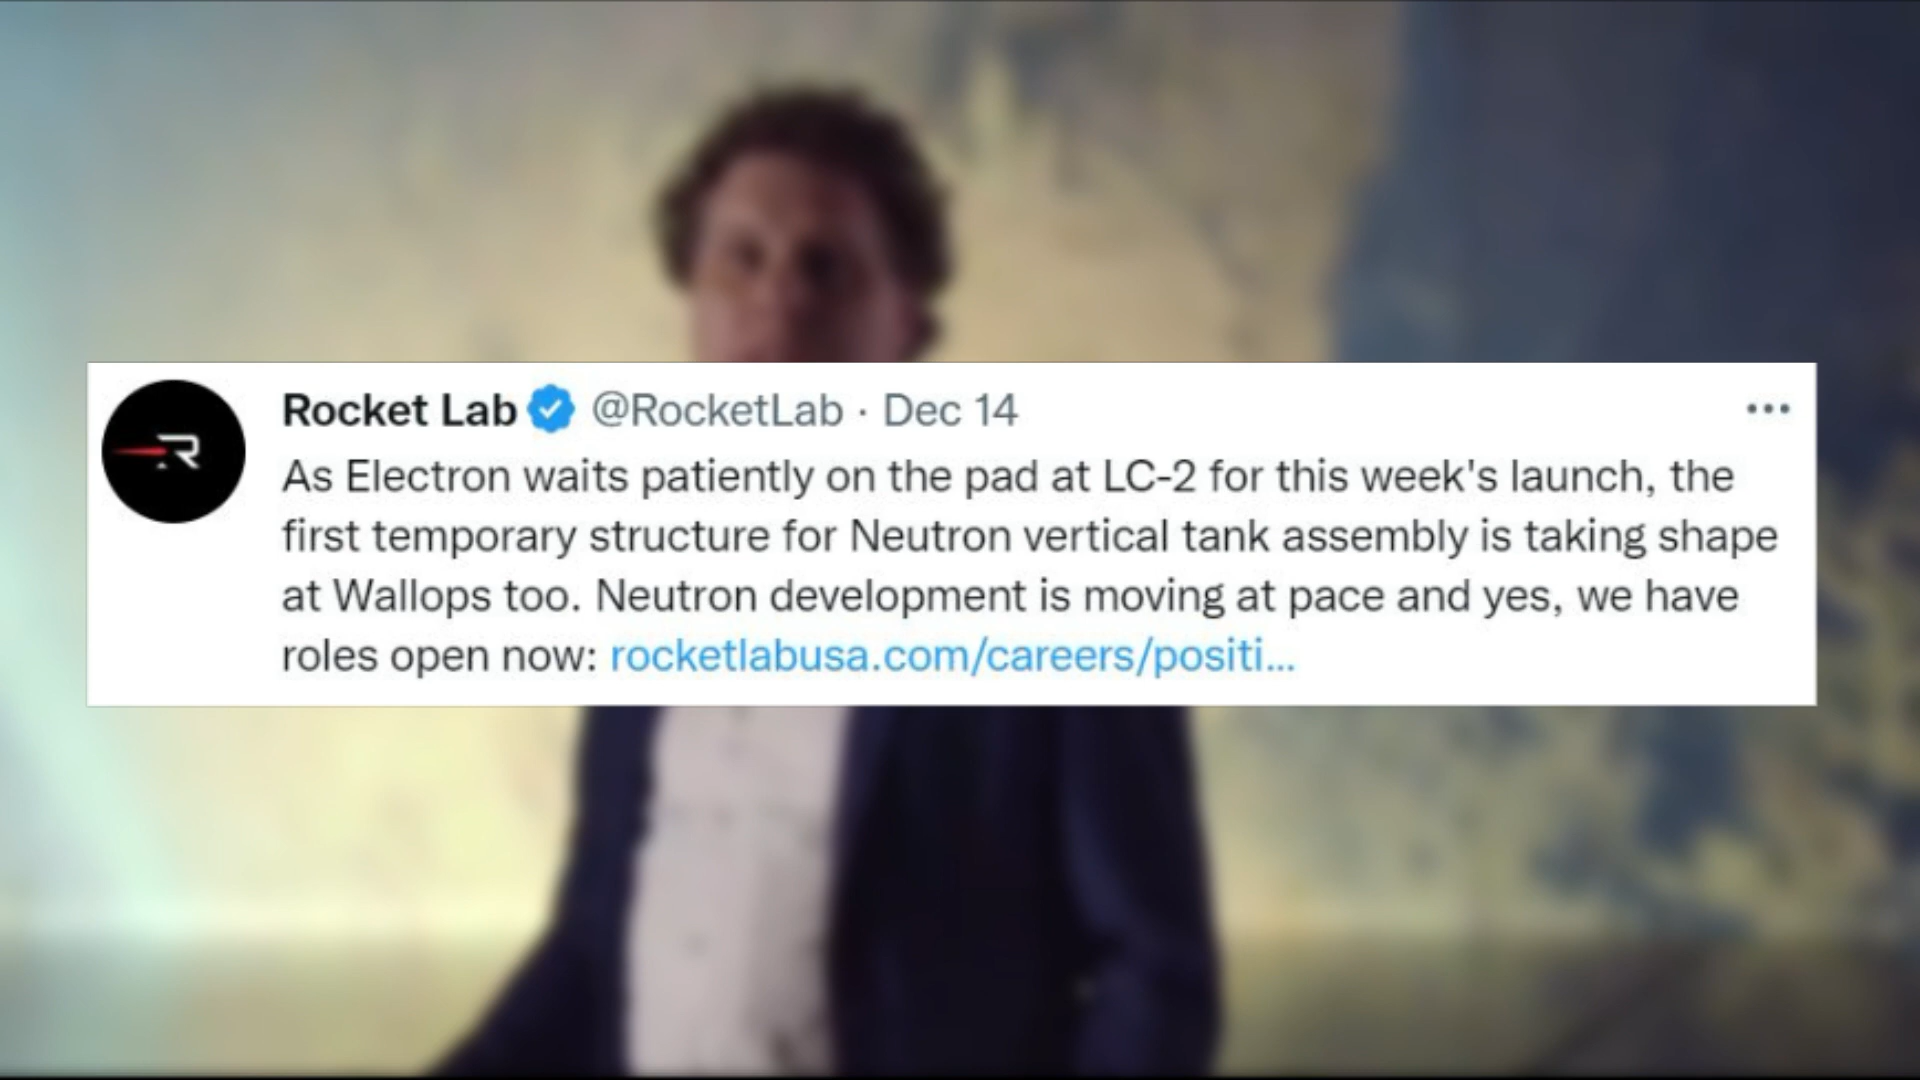 Rocket Lab @RocketLab · Dec 14
As Electron waits patiently on the pad at LC-2 for this week's launch, the
first temporary structure for Neutron vertical tank assembly is taking shape
at Wallops too. Neutron development is moving at pace and yes, we have
roles open now: rocketlabusa.com/careers/positi...